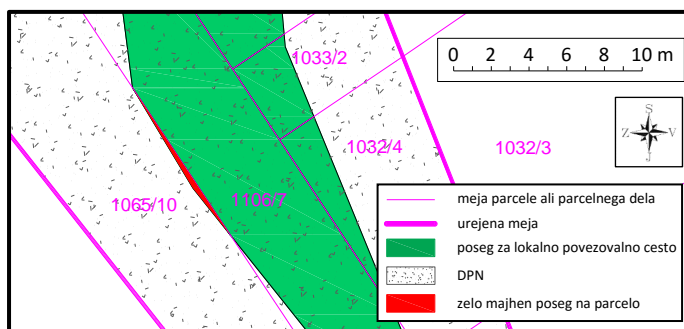 1033/2
0 2 4 6 8 10 m
1032/4
1032/3
S
Z V
J
1065/10
1106/7
meja parcele ali parcelnega dela
urejena meja
poseg za lokalno povezovalno cesto
DPN
zelo majhen poseg na parcelo